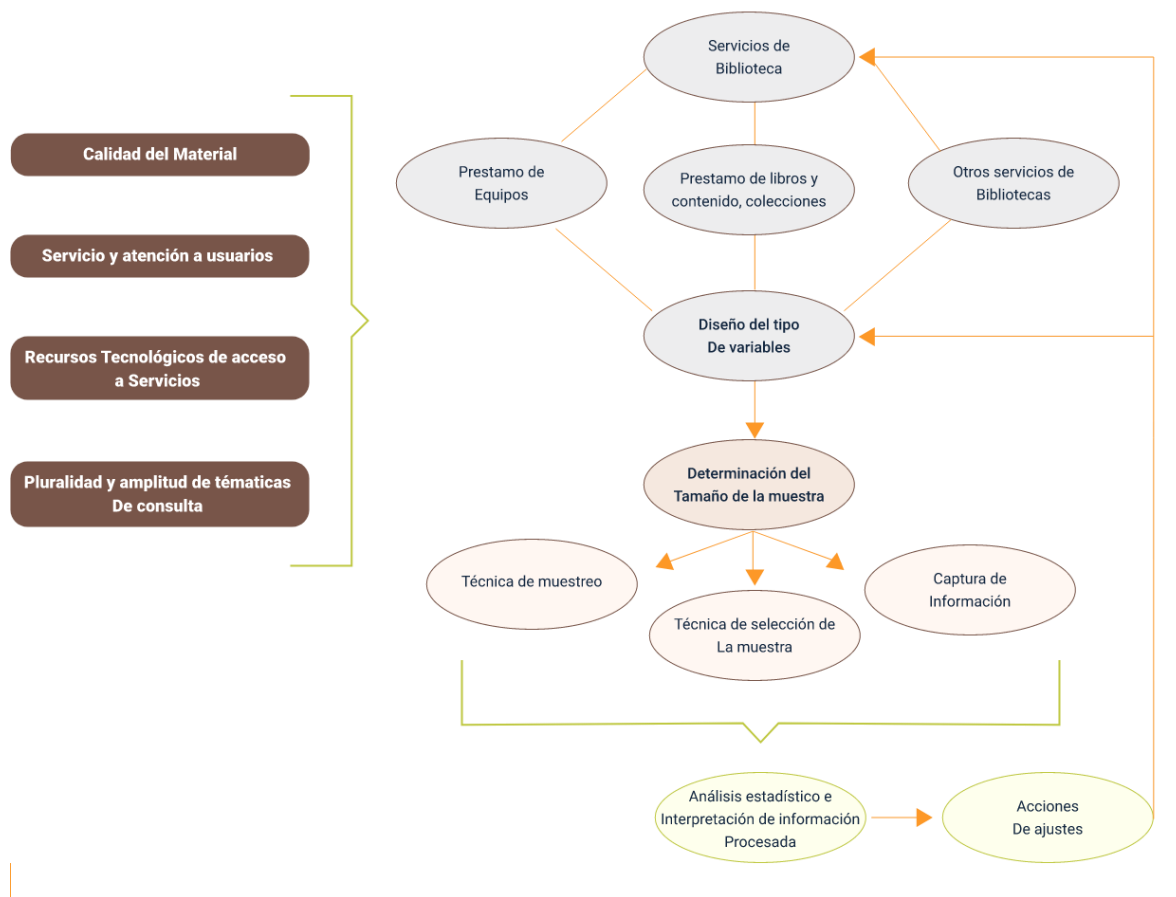 Calidad del Material
Servicio y atención a usuarios
Recursos Tecnológicos de acceso
a Servicios
Pluralidad y amplitud de tématicas
De consulta
Servicios de
Biblioteca
Prestamo de
Equipos
Prestamo de libros y
contenido, colecciones
Otros servicios de
Bibliotecas
Diseño del tipo
De variables
Determinación del
Tamaño de la muestra
Técnica de muestreo
Técnica de selección de
La muestra
Captura de
Información
Análisis estadístico e
Interpretación de información
Procesada
Acciones
De ajustes